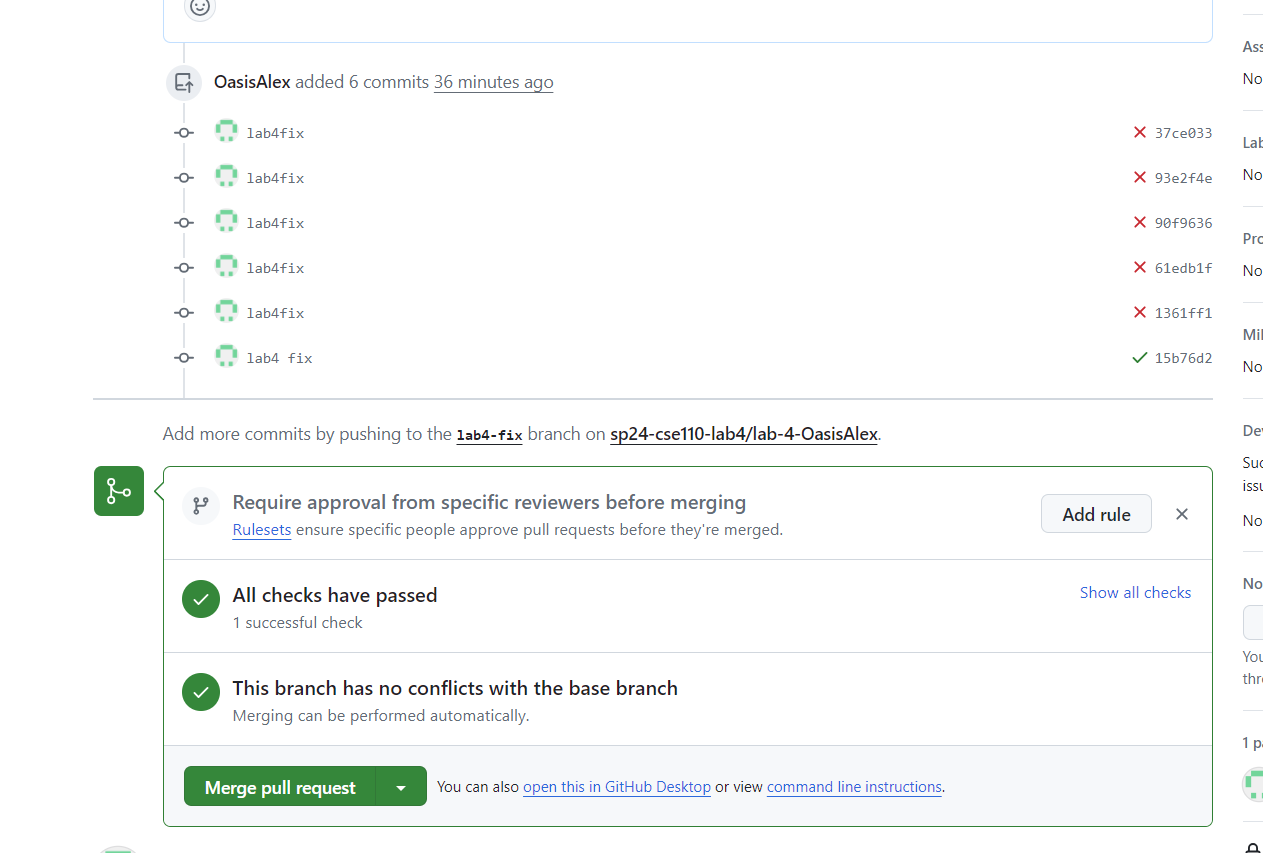 OasisAlex added 6 commits 36 minutes ago
lab4fix 37ce033
lab4fix 93e2f4e
lab4fix 90f9636
lab4fix 61edb1f
lab4fix 1361ff1
lab4 fix 15b76d2
Add more commits by pushing to the lab4-fix branch on sp24-cse110-lab4/lab-4-OasisAlex.
Require approval from specific reviewers before merging
Rulesets ensure specific people approve pull requests before they're merged.
Add rule
All checks have passed
1 successful check
Show all checks
This branch has no conflicts with the base branch
Merging can be performed automatically.
Merge pull request
You can also open this in GitHub Desktop or view command line instructions.
Ass
No
Lab
No
Pro
No
Mil
No
De
Suc
issu
No
No
You
thre
1 pa